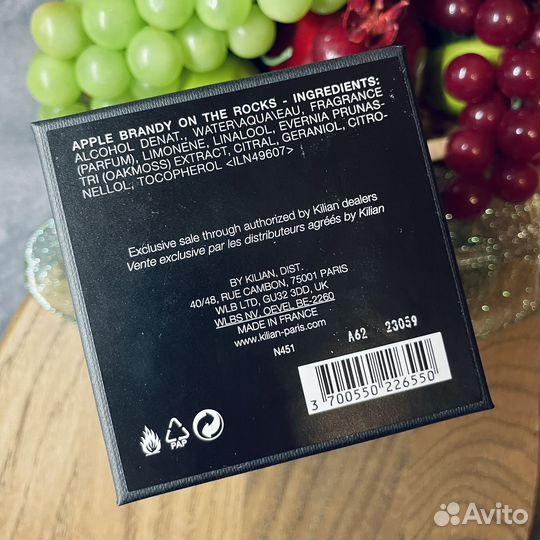 APPLE BRANDY ON THE ROCKS - INGREDIENTS:
ALCOHOL DENAT., WATER\AQUA\EAU, FRAGRANCE
(PARFUM), LIMONENE, LINALOOL, EVERNIA PRUNAS-
TRI (OAKMOSS) EXTRACT, CITRAL, GERANIOL, CITRO-
NELLOL, TOCOPHEROL <ILN49607>
Exclusive sale through authorized by Kilian dealers
Vente exclusive par les distributeurs agréés by Kilian
BY KILIAN, DIST.
40/48, RUE CAMBON, 75001 PARIS
WLB LTD, GU32 3DD, UK
WLBS NV. OEVEL BE-2260
MADE IN FRANCE
www.kilian-paris.com
N451
A62 23059
3 700550 226550
PAP
Avito